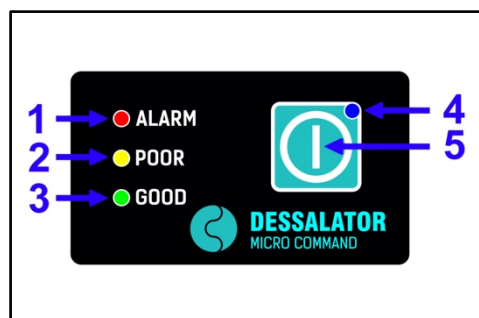 1 ALARM 4
2 POOR 5
3 GOOD
DESSALATOR
MICRO COMMAND